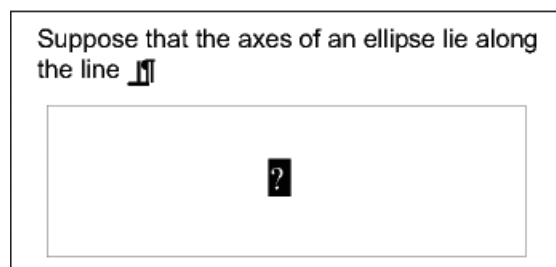 Suppose that the axes of an ellipse lie along
the line
?